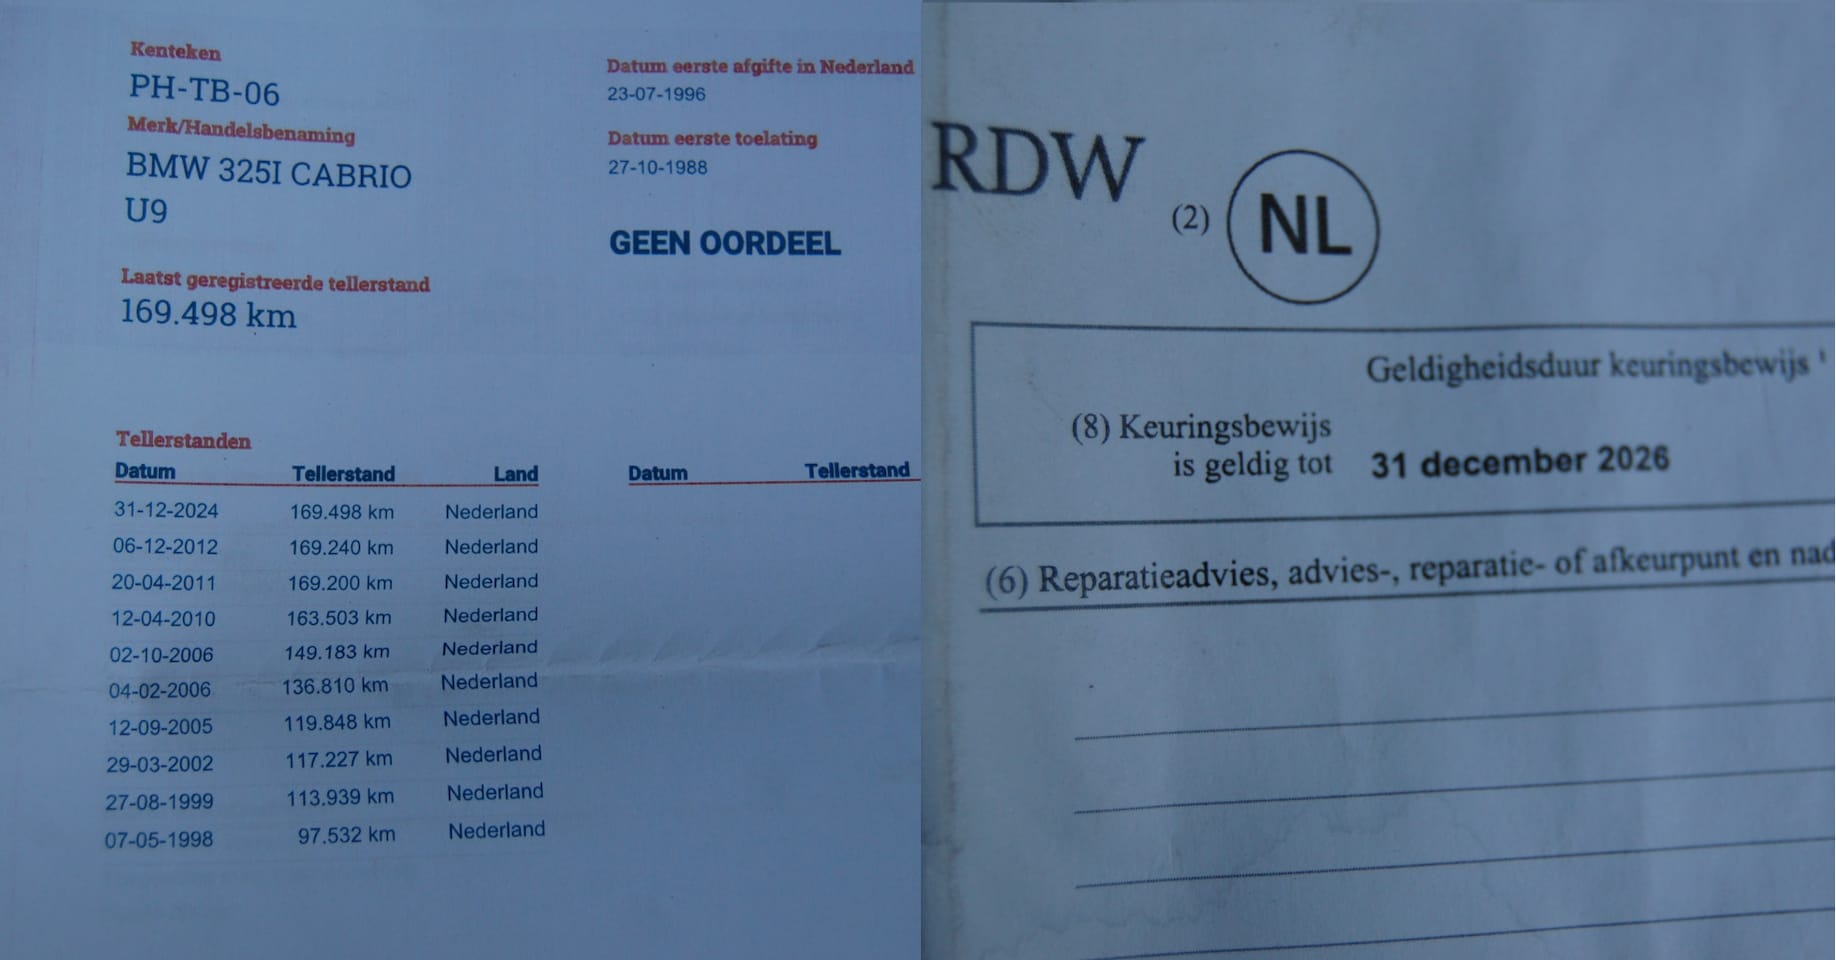 Kenteken
PH-TB-06
Merk/Handelsbenaming
BMW 325I CABRIO
U9
Laatst geregistreerde tellerstand
169.498 km
Datum eerste afgifte in Nederland
23-07-1996
Datum eerste toelating
27-10-1988
GEEN OORDEEL
Tellerstanden
Datum Tellerstand Land Datum Tellerstand
31-12-2024 169.498 km Nederland
06-12-2012 169.240 km Nederland
20-04-2011 169.200 km Nederland
12-04-2010 163.503 km Nederland
02-10-2006 149.183 km Nederland
04-02-2006 136.810 km Nederland
12-09-2005 119.848 km Nederland
29-03-2002 117.227 km Nederland
27-08-1999 113.939 km Nederland
07-05-1998 97.532 km Nederland
RDW
(2) NL
Geldigheidsduur keuringsbewijs
(8) Keuringsbewijs
is geldig tot 31 december 2026
(6) Reparatieadvies, advies-, reparatie- of afkeurpunt en nad